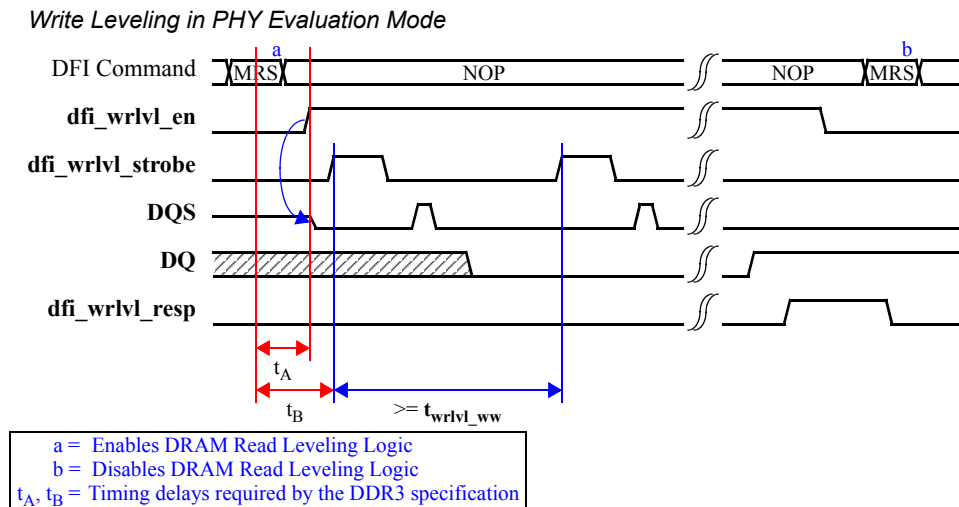 Write Leveling in PHY Evaluation Mode
a b
DFI Command MRS NOP NOP MRS
dfi_wrlvl_en
dfi_wrlvl_strobe
DQS
DQ
dfi_wrlvl_resp
tA
tB >= twrlvl_ww
a = Enables DRAM Read Leveling Logic
b = Disables DRAM Read Leveling Logic
tA, tB = Timing delays required by the DDR3 specification